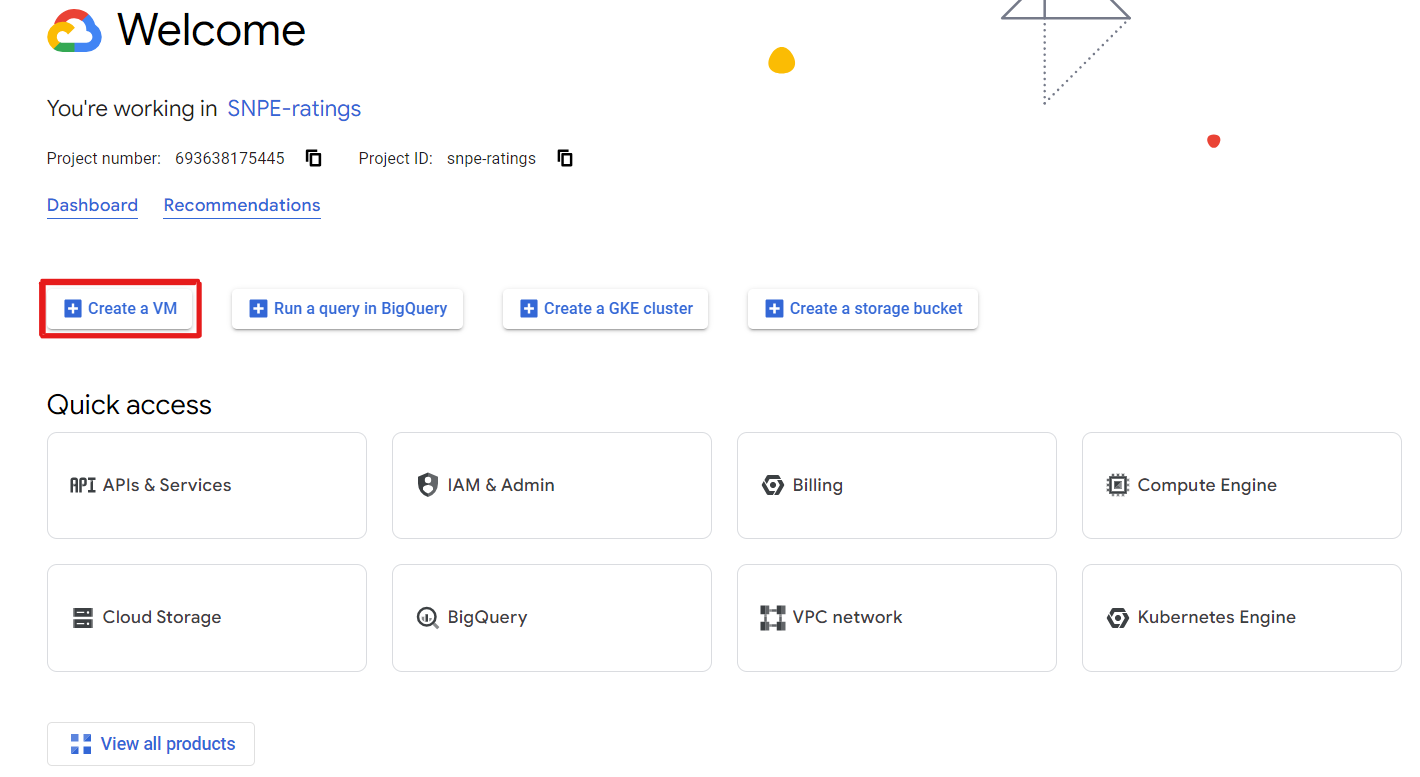 Welcome
You're working in SNPE-ratings
Project number: 693638175445 Project ID: snpe-ratings
Dashboard Recommendations
Create a VM Run a query in BigQuery Create a GKE cluster Create a storage bucket
Quick access
API APIs & Services IAM & Admin Billing Compute Engine
Cloud Storage BigQuery VPC network Kubernetes Engine
View all products